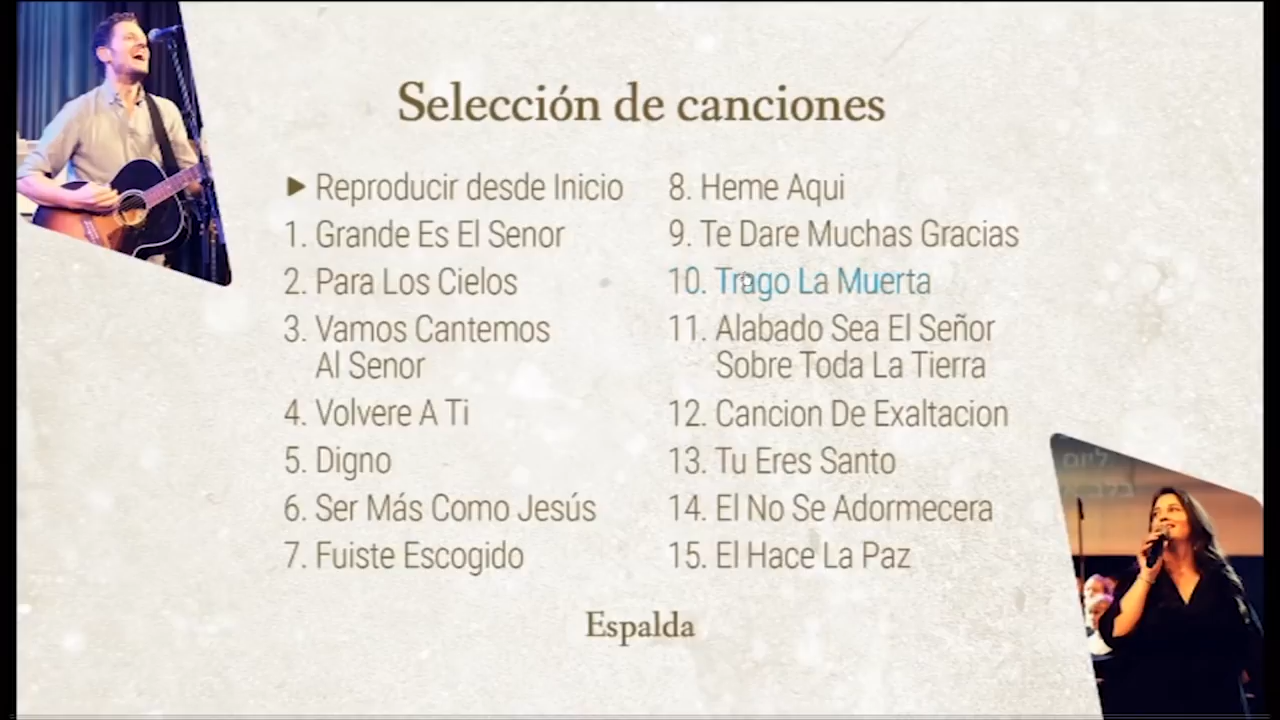 Selección de canciones
Reproducir desde Inicio
1. Grande Es El Senor
2. Para Los Cielos
3. Vamos Cantemos
Al Senor
4. Volvere A Ti
5. Digno
6. Ser Más Como Jesús
7. Fuiste Escogido
8. Heme Aqui
9. Te Dare Muchas Gracias
10. Trago La Muerta
11. Alabado Sea El Señor
Sobre Toda La Tierra
12. Cancion De Exaltacion
13. Tu Eres Santo
14. El No Se Adormecera
15. El Hace La Paz
Espalda